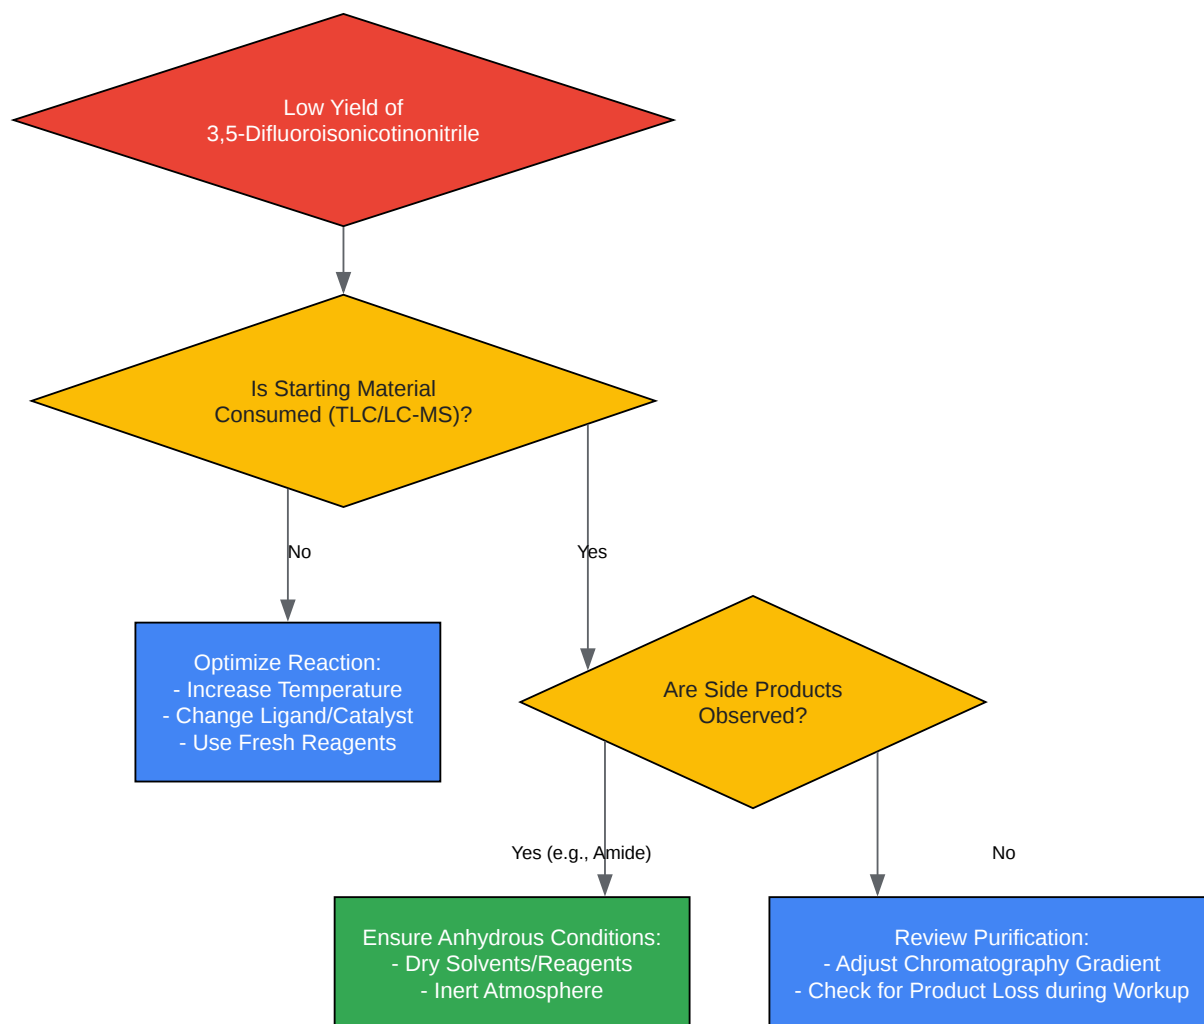 Low Yield of
3,5-Difluoroisonicotinonitrile
Is Starting Material
Consumed (TLC/LC-MS)?
No
Yes
Optimize Reaction:
- Increase Temperature
- Change Ligand/Catalyst
- Use Fresh Reagents
Are Side Products
Observed?
Yes (e.g., Amide)
No
Ensure Anhydrous Conditions:
- Dry Solvents/Reagents
- Inert Atmosphere
Review Purification:
- Adjust Chromatography Gradient
- Check for Product Loss during Workup